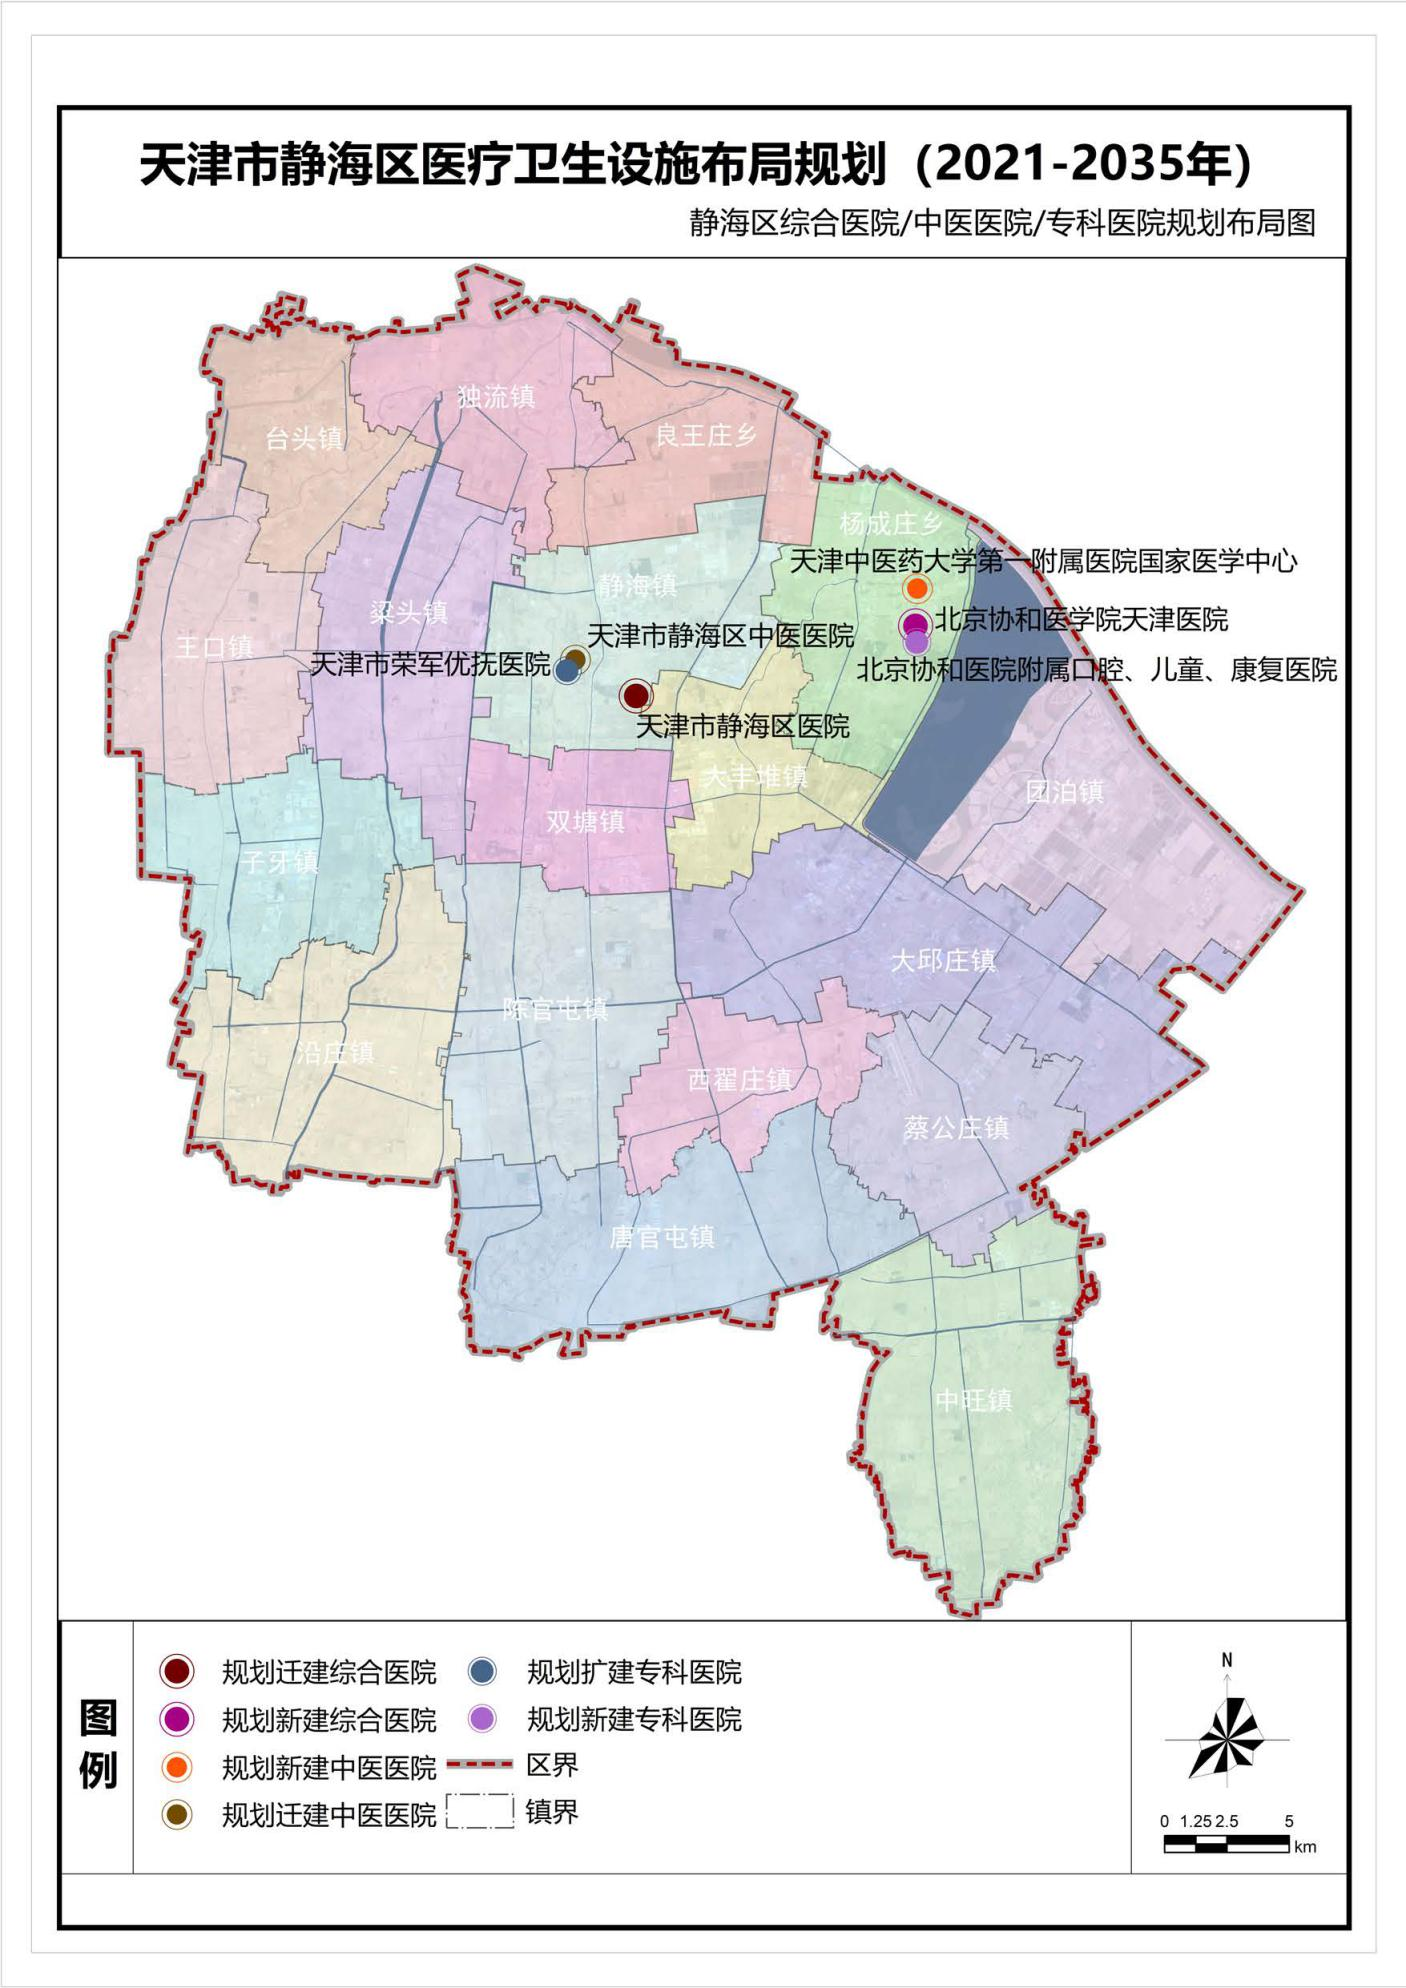 天津市静海区医疗卫生设施布局规划（2021-2035年）
静海区综合医院/中医医院/专科医院规划布局图
独流镇
台头镇
良王庄乡
杨成庄乡
天津中医药大学第一附属医院国家医学中心
静海镇
梁头镇
北京协和医学院天津医院
天津市静海区中医医院
王口镇
天津市荣军优抚医院
北京协和医院附属口腔、儿童、康复医院
天津市静海区医院
大丰堆镇
团泊镇
双塘镇
子牙镇
大邱庄镇
陈官屯镇
沿庄镇
西翟庄镇
蔡公庄镇
唐官屯镇
中旺镇
图例
规划迁建综合医院
规划扩建专科医院
规划新建综合医院
规划新建专科医院
规划新建中医医院
区界
规划迁建中医医院
镇界
N
0 1.25 2.5 5
km